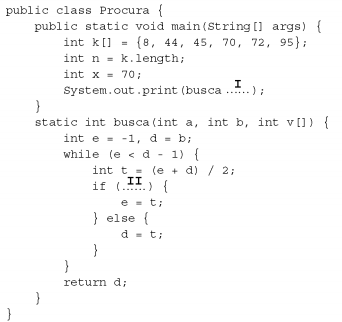 public class Procura {
    public static void main(String[] args) {
        int k[] = {8, 44, 45, 70, 72, 95};
        int n = k.length;
        int x = 70;
        System.out.print(busca ..I...);
    }
    static int busca(int a, int b, int v[]) {
        int e = -1, d = b;
        while (e < d - 1) {
            int t = (e + d) / 2;
            if (..II...) {
                e = t;
            } else {
                d = t;
            }
        }
        return d;
    }
}